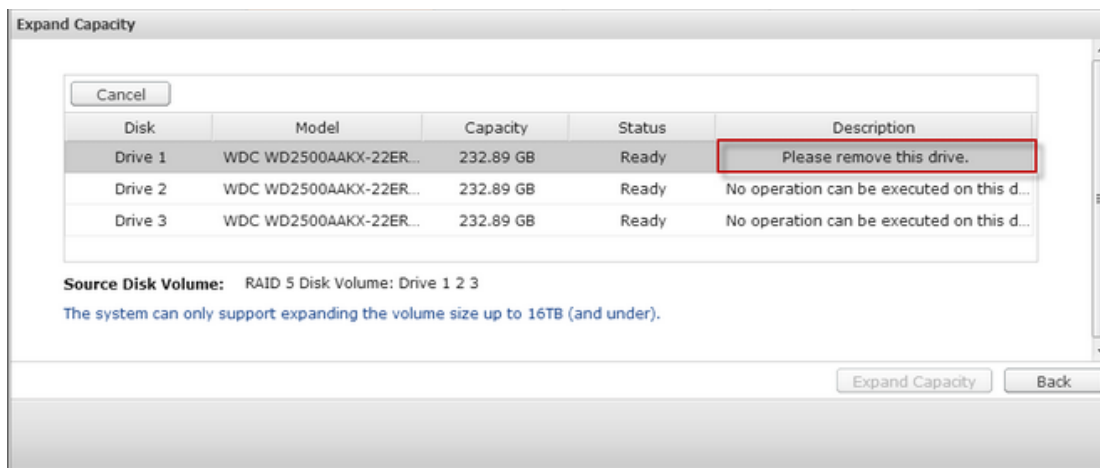 Expand Capacity
Cancel
Disk Model Capacity Status Description
Drive 1 WDC WD2500AAKX-22ER... 232.89 GB Ready Please remove this drive.
Drive 2 WDC WD2500AAKX-22ER... 232.89 GB Ready No operation can be executed on this d...
Drive 3 WDC WD2500AAKX-22ER... 232.89 GB Ready No operation can be executed on this d...
Source Disk Volume: RAID 5 Disk Volume: Drive 1 2 3
The system can only support expanding the volume size up to 16TB (and under).
Expand Capacity Back